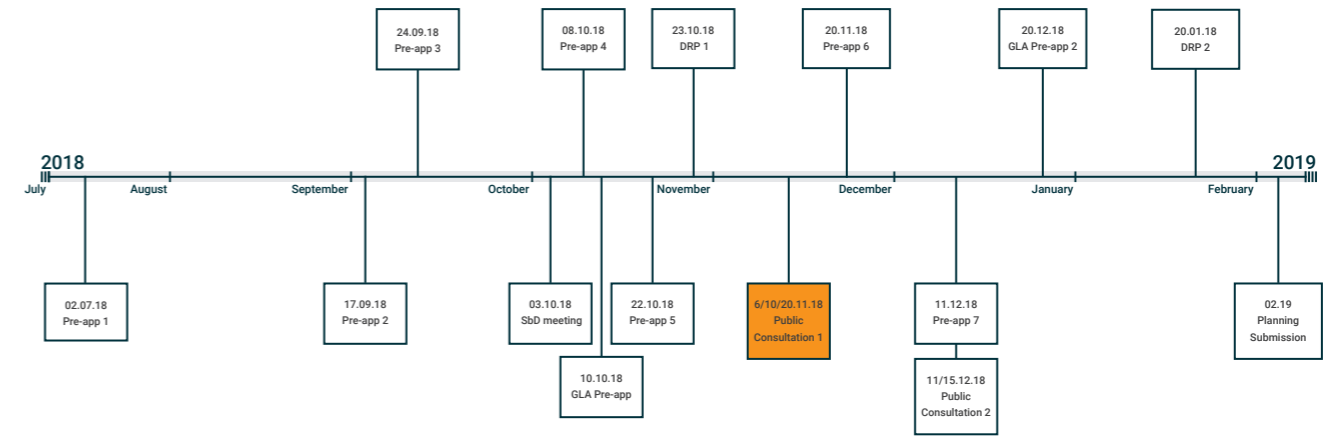 24.09.18
Pre-app 3
08.10.18
Pre-app 4
23.10.18
DRP 1
20.11.18
Pre-app 6
20.12.18
GLA Pre-app 2
20.01.18
DRP 2
2018
2019
July
August
September
October
November
December
January
February
02.07.18
Pre-app 1
17.09.18
Pre-app 2
03.10.18
SbD meeting
22.10.18
Pre-app 5
6/10/20.11.18
Public
Consultation 1
11.12.18
Pre-app 7
02.19
Planning
Submission
10.10.18
GLA Pre-app
11/15.12.18
Public
Consultation 2